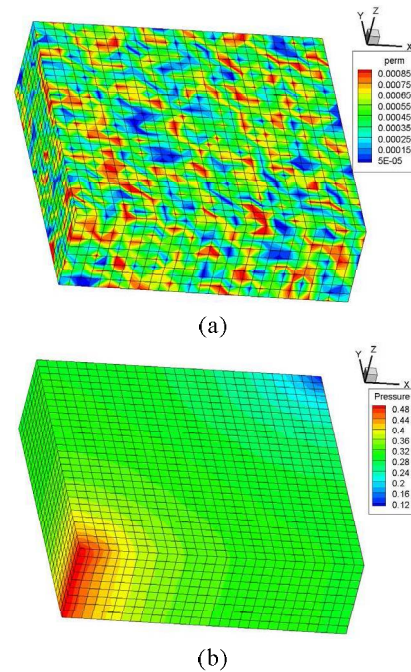 Y Z
X
perm
0.00085
0.00075
0.00065
0.00055
0.00045
0.00035
0.00025
0.00015
5E-05
(a)
Y Z
X
Pressure
0.48
0.44
0.4
0.36
0.32
0.28
0.24
0.2
0.16
0.12
(b)